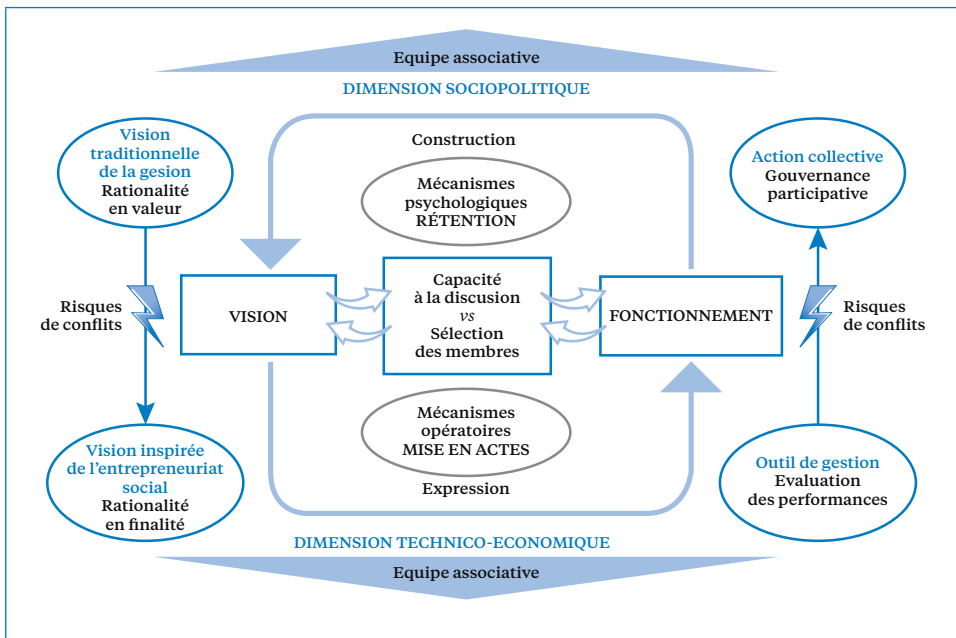 Equipe associative
DIMENSION SOCIOPOLITIQUE
Vision
traditionnelle
de la gesion
Rationalité
en valeur
Construction
Mécanismes
psychologiques
RÉTENTION
Action collective
Gouvernance
participative
Risques
de conflits
VISION
Capacité
à la discusion
vs
Sélection
des membres
FONCTIONNEMENT
Risques
de conflits
Vision inspirée
de l'entrepreneuriat
social
Rationalité
en finalité
Mécanismes
opératoires
MISE EN ACTES
Expression
Outil de gestion
Evaluation
des performances
DIMENSION TECHNICO-ECONOMIQUE
Equipe associative